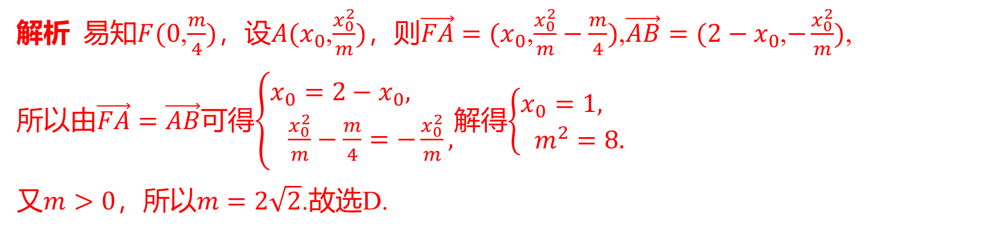 解析 易知$F(0,\frac{m}{4})$，设$A(x_0,\frac{x_0^2}{m})$，则$\overrightarrow{FA}=(x_0,\frac{x_0^2}{m}-\frac{m}{4}),\overrightarrow{AB}=(2-x_0,-\frac{x_0^2}{m})$,
所以由$\overrightarrow{FA}=\overrightarrow{AB}$可得$\begin{cases}x_0=2-x_0,\\ \frac{x_0^2}{m}-\frac{m}{4}=-\frac{x_0^2}{m},\end{cases}$解得$\begin{cases}x_0=1,\\ m^2=8.\end{cases}$
又$m>0$，所以$m=2\sqrt{2}$.故选D.